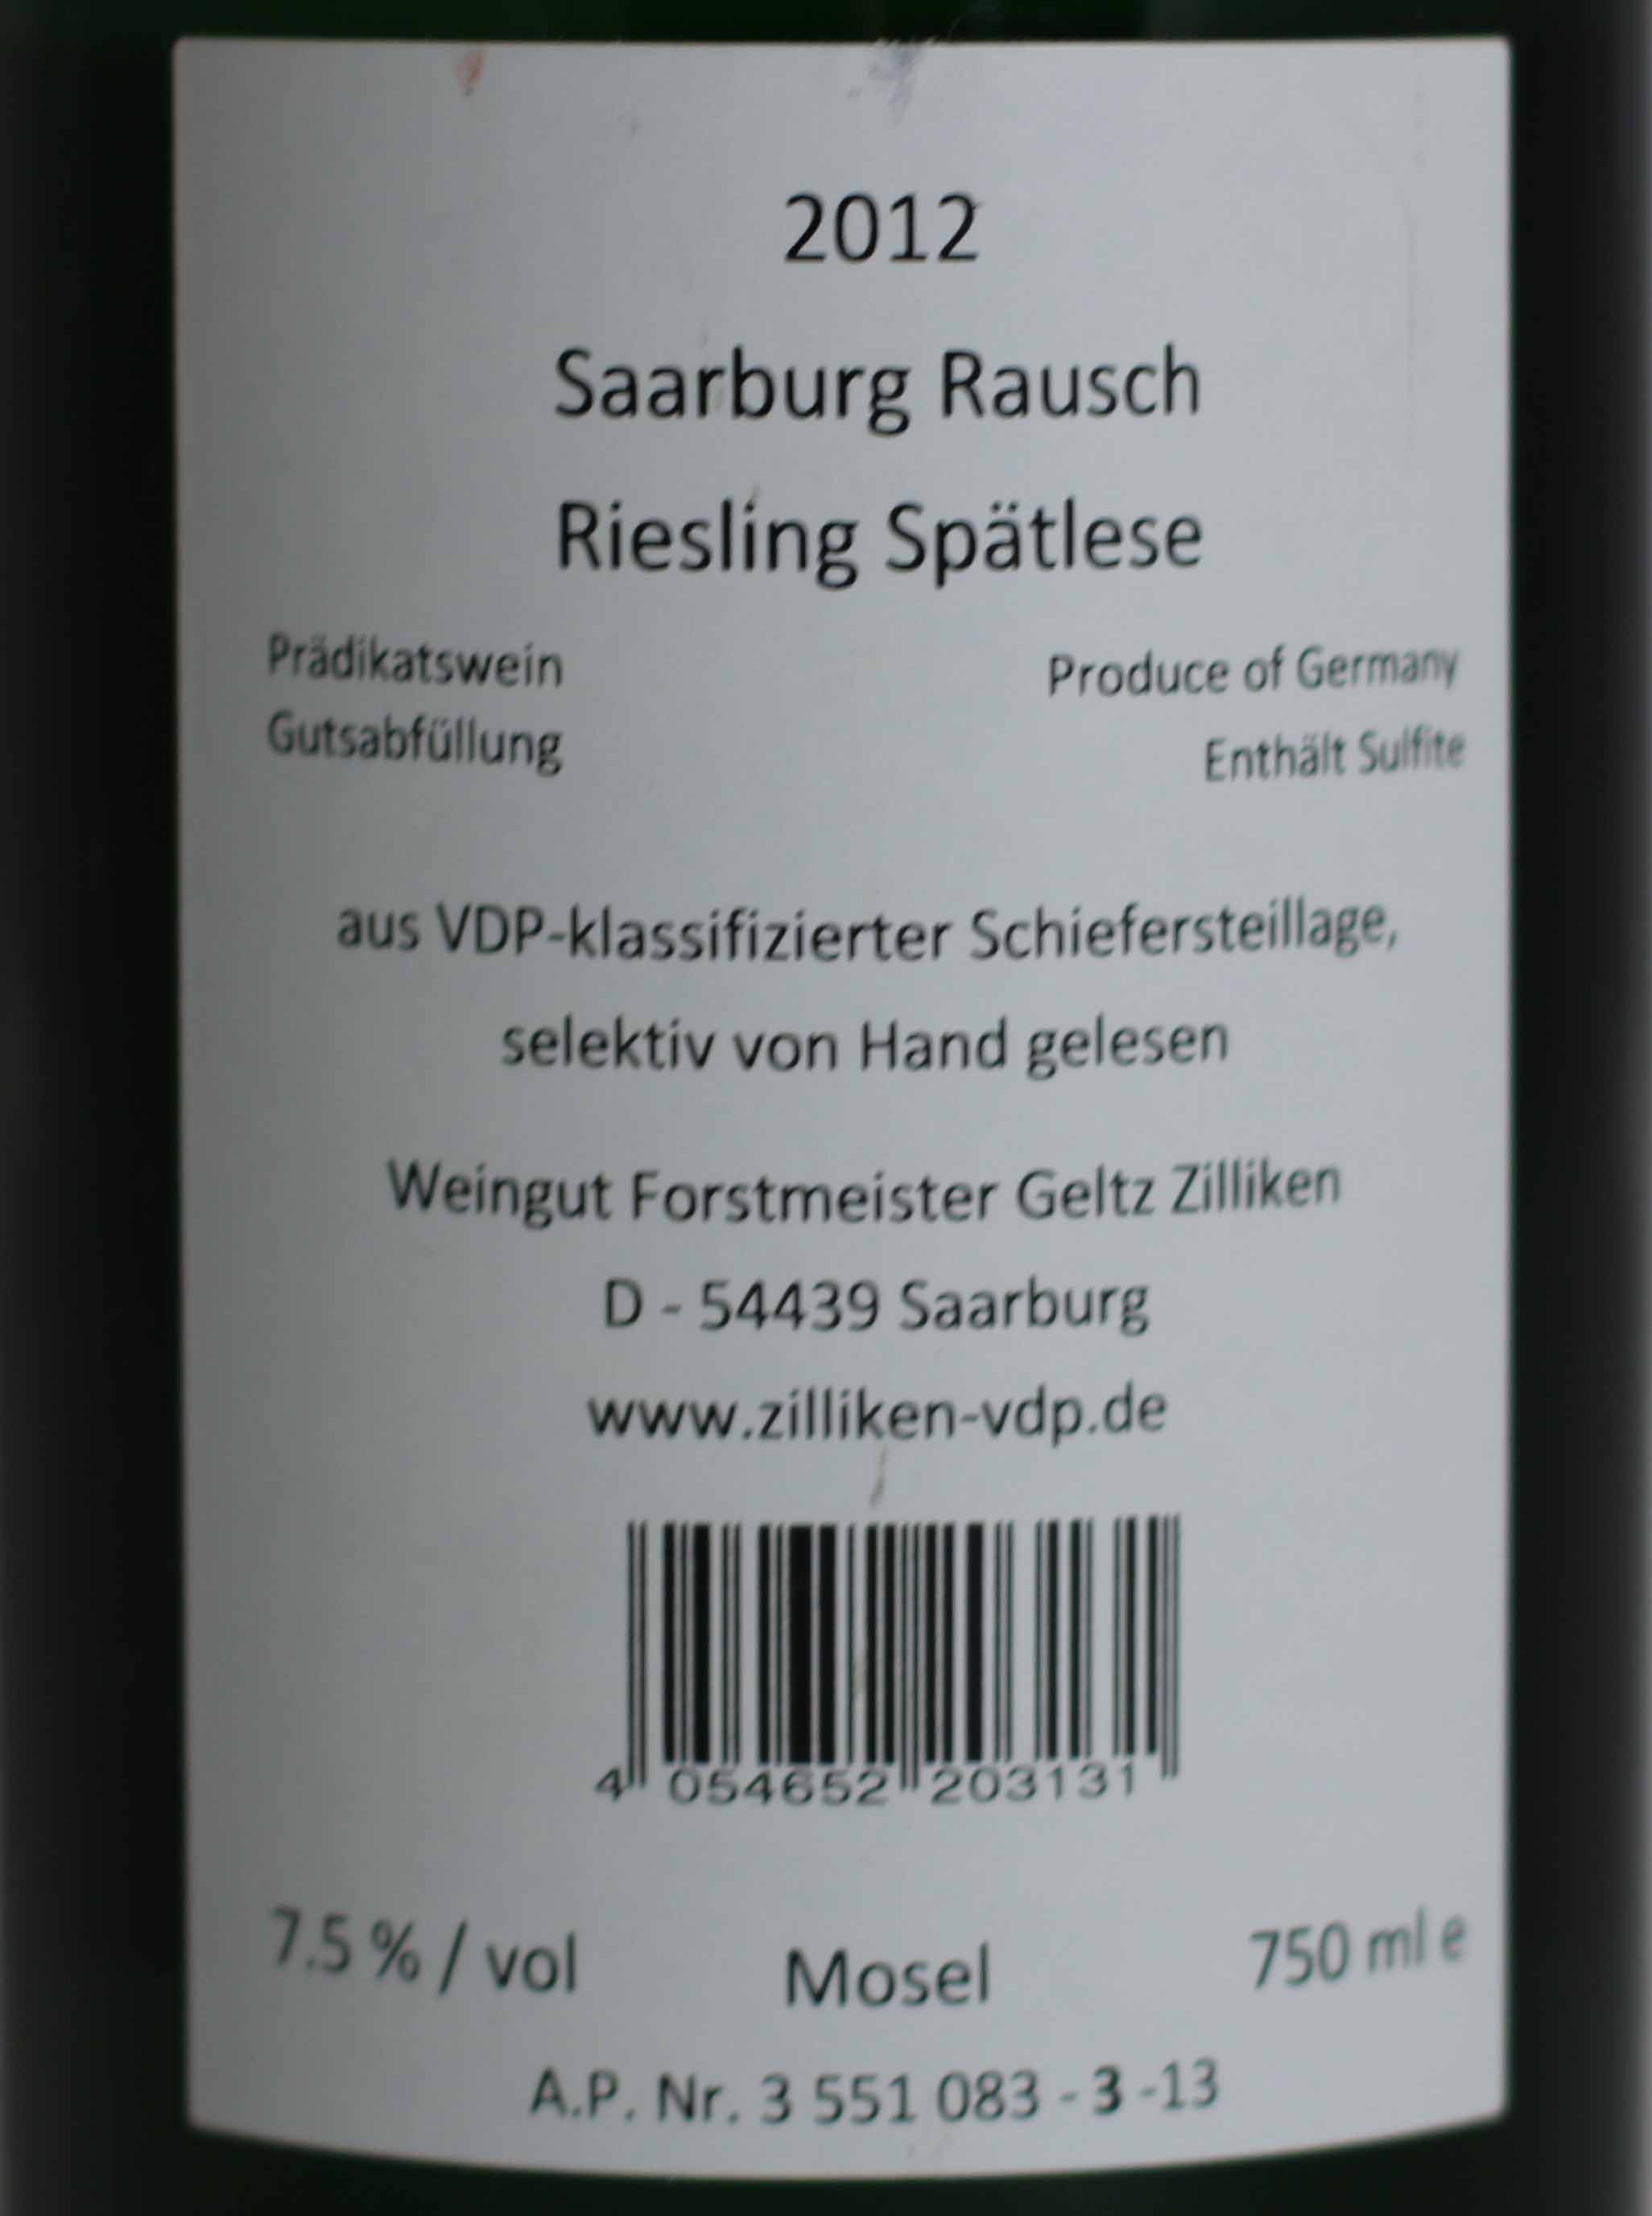 2012
Saarburg Rausch
Riesling Spätlese
Prädikatswein
Gutsabfüllung
Produce of Germany
Enthält Sulfite
aus VDP-klassifizierter Schiefersteillage,
selektiv von Hand gelesen
Weingut Forstmeister Geltz Zilliken
D - 54439 Saarburg
www.zilliken-vdp.de
4 054652 203131
7.5 % / vol
Mosel
750 ml e
A.P. Nr. 3 551 083 - 3 -13